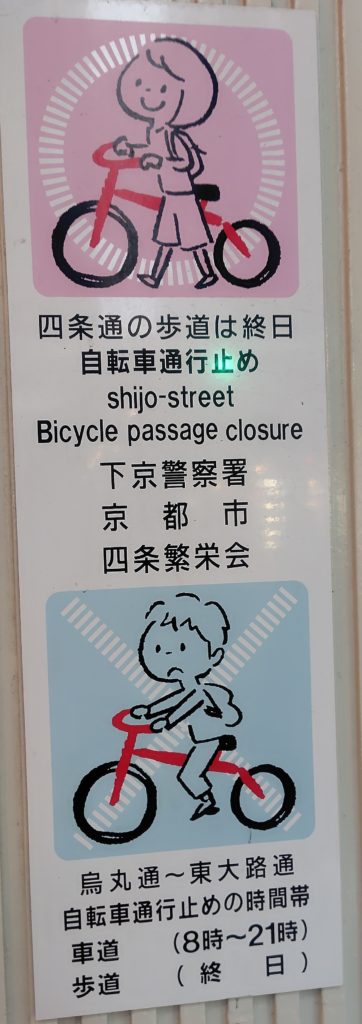 四条通の歩道は終日
自転車通行止め
shijo-street
Bicycle passage closure
下京警察署
京都市
四条繁栄会
烏丸通～東大路通
自転車通行止めの時間帯
車道 (8時～21時)
歩道 (終日)